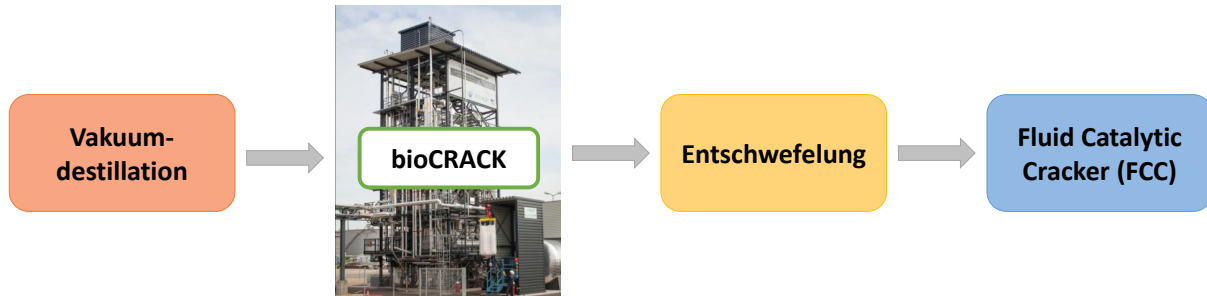 Vakuum-
destillation
bioCRACK
Entschwefelung
Fluid Catalytic
Cracker (FCC)